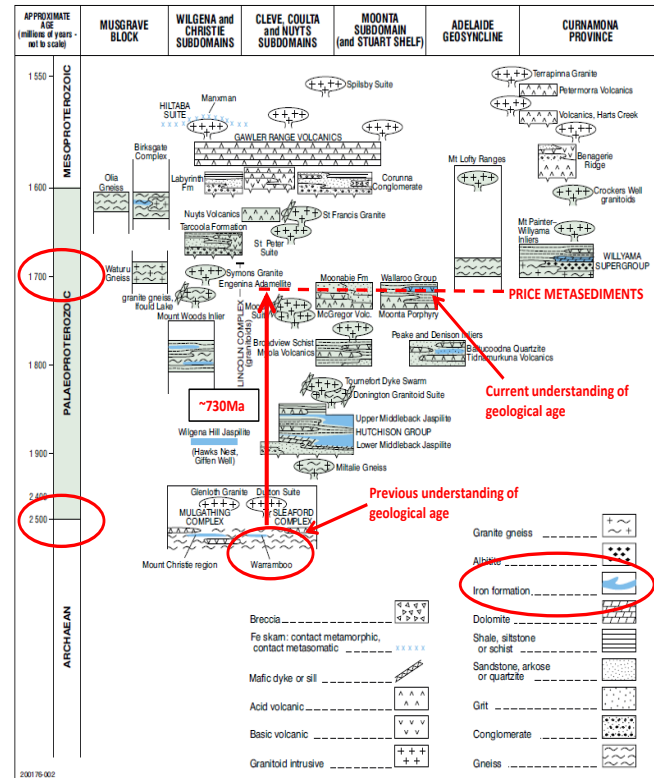 APPROXIMATE
AGE
(millions of years -
not to scale)
MUSGRAVE
BLOCK
WILGENA and
CHRISTIE
SUBDOMAINS
CLEVE, COULTA
and NUYTS
SUBDOMAINS
MOONTA
SUBDOMAIN
(and STUART SHELF)
ADELAIDE
GEOSYNCLINE
CURNAMONA
PROVINCE
MESOPROTEROZOIC
PALAEOPROTEROZOIC
ARCHAEAN
1 550
1 600
1 700
1 800
1 900
2 400
2 500
Terrapinna Granite
Petermorra Volcanics
Spilsby Suite
Manxman
HILTABA
SUITE
Volcanics, Harts Creek
GAWLER RANGE VOLCANICS
Birksgate
Complex
Olia
Gneiss
Labyrinth
Fm
Corunna
Conglomerate
Mt Lofty Ranges
Benagerie
Ridge
Crockers Well
granitoids
Nuyts Volcanics
St Francis Granite
Tarcoola Formation
St Peter
Suite
Mt Painter-
Willyama
Inliers
WILLYAMA
SUPERGROUP
Waturu
Gneiss
Symons Granite
Engenina Adamellite
Moonabie Fm
Wallaroo Group
PRICE METASEDIMENTS
granite gneiss,
Ifould Lake
McGregor Volc.
Moonta Porphyry
Mount Woods Inlier
LINCOLN COMPLEX
(granitoids)
Broadview Schist
Peake and Denison Inliers
Baltucoodna Quartzite
Tidnamurkuna Volcanics
Current understanding of
geological age
~730Ma
Tournefort Dyke Swarm
Donington Granitoid Suite
Wilgena Hill Jaspilite
(Hawks Nest,
Giffen Well)
Upper Middleback Jaspilite
HUTCHISON GROUP
Lower Middleback Jaspilite
Miltalie Gneiss
Previous understanding of
geological age
Glenloth Granite
Dutton Suite
MULGATHING
COMPLEX
SLEAFORD
COMPLEX
Mount Christie region
Warramboo
Breccia
Fe skarn: contact metamorphic,
contact metasomatic
Mafic dyke or sill
Acid volcanic
Basic volcanic
Granitoid intrusive
Granite gneiss
Albitite
Iron formation
Dolomite
Shale, siltstone
or schist
Sandstone, arkose
or quartzite
Grit
Conglomerate
Gneiss
200176-002